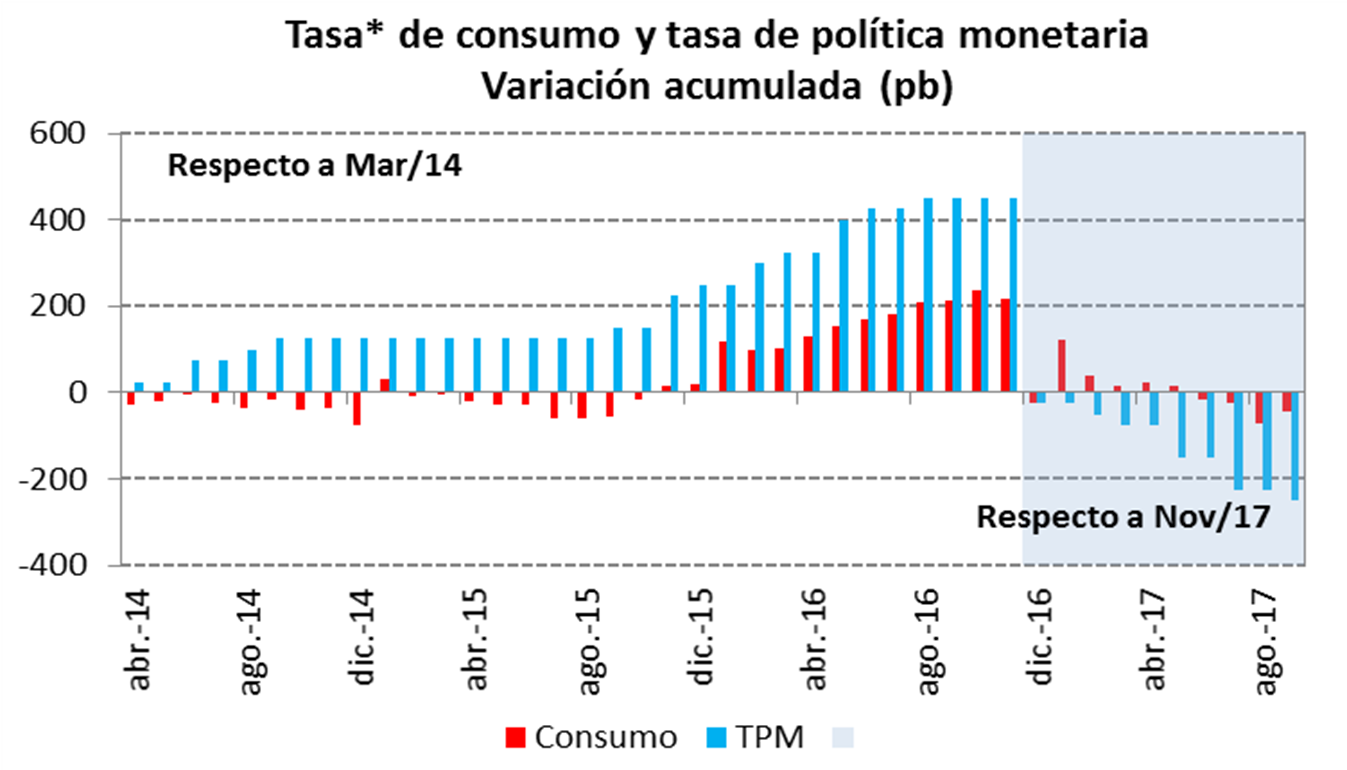 Tasa* de consumo y tasa de política monetaria
Variación acumulada (pb)
600
Respecto a Mar/14
400
200
0
-200
Respecto a Nov/17
-400
abr.-14
ago.-14
dic.-14
abr.-15
ago.-15
dic.-15
abr.-16
ago.-16
dic.-16
abr.-17
ago.-17
Consumo TPM